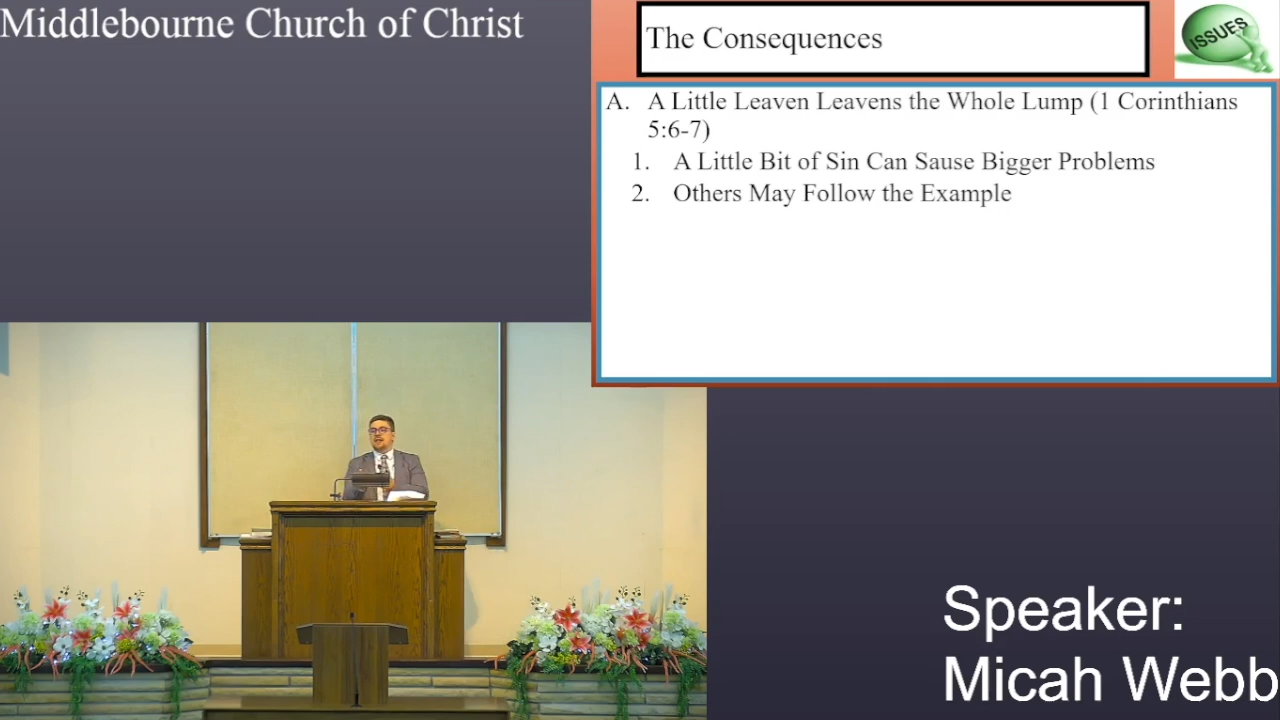 Middlebourne Church of Christ
The Consequences
ISSUES
A. A Little Leaven Leavens the Whole Lump (1 Corinthians
5:6-7)
1. A Little Bit of Sin Can Sause Bigger Problems
2. Others May Follow the Example
Speaker:
Micah Webb